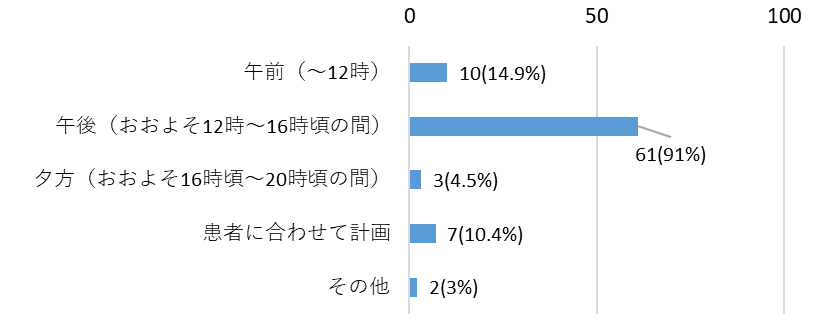 0 50 100
午前（～12時） 10(14.9%)
午後（おおよそ12時～16時頃の間） 61(91%)
夕方（おおよそ16時頃～20時頃の間） 3(4.5%)
患者に合わせて計画 7(10.4%)
その他 2(3%)